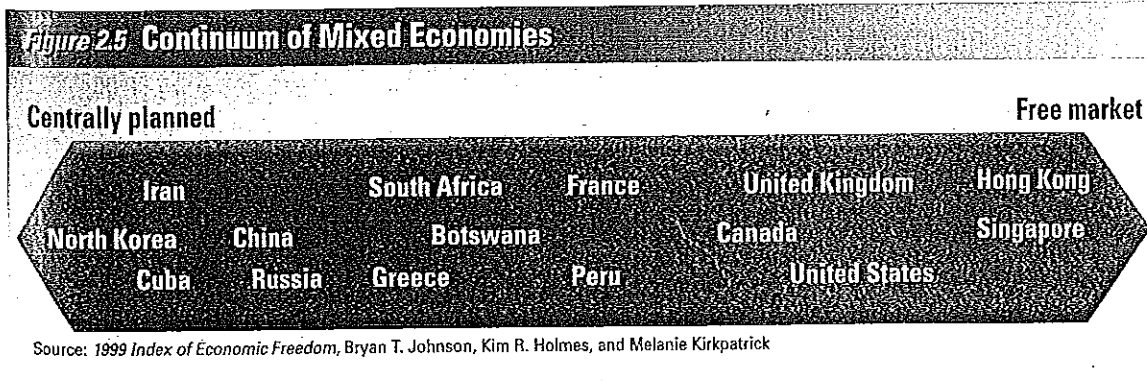 Figure 2.5 Continuum of Mixed Economies
Centrally planned Free market
Iran South Africa France United Kingdom Hong Kong
North Korea China Botswana Canada Singapore
Cuba Russia Greece Peru United States
Source: 1999 Index of Economic Freedom, Bryan T. Johnson, Kim R. Holmes, and Melanie Kirkpatrick